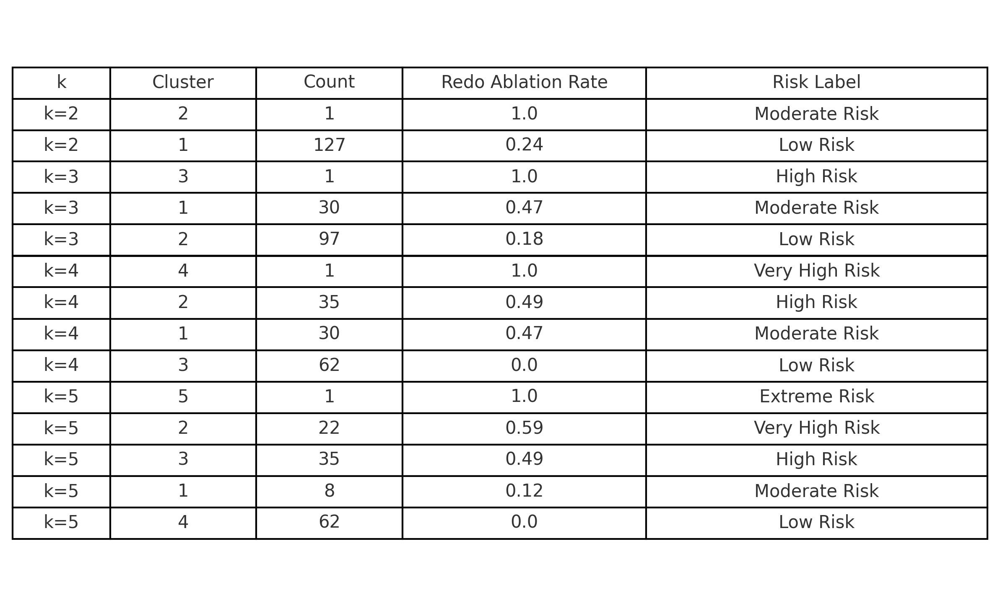 k Cluster Count Redo Ablation Rate Risk Label
k=2 2 1 1.0 Moderate Risk
k=2 1 127 0.24 Low Risk
k=3 3 1 1.0 High Risk
k=3 1 30 0.47 Moderate Risk
k=3 2 97 0.18 Low Risk
k=4 4 1 1.0 Very High Risk
k=4 2 35 0.49 High Risk
k=4 1 30 0.47 Moderate Risk
k=4 3 62 0.0 Low Risk
k=5 5 1 1.0 Extreme Risk
k=5 2 22 0.59 Very High Risk
k=5 3 35 0.49 High Risk
k=5 1 8 0.12 Moderate Risk
k=5 4 62 0.0 Low Risk